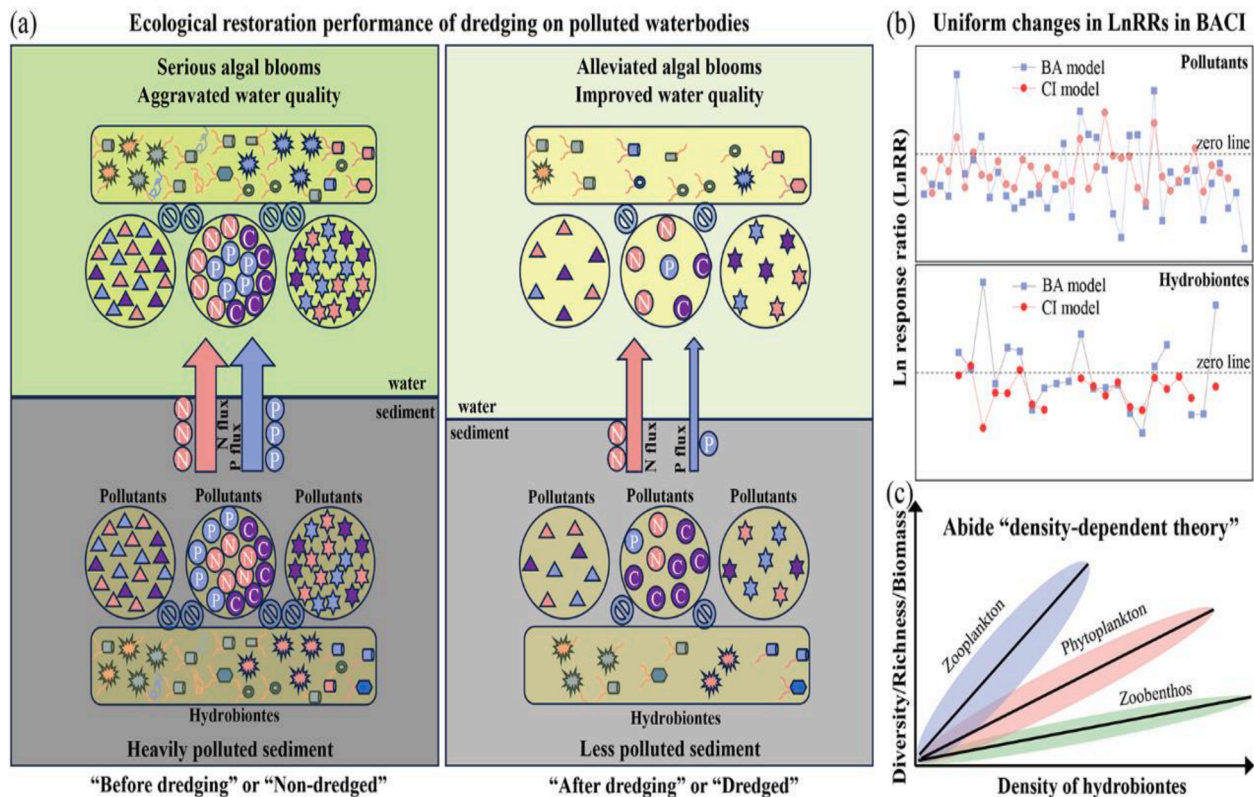 (a)
Ecological restoration performance of dredging on polluted waterbodies
Serious algal blooms
Aggravated water quality
N
N
C
N
P
P
C
N
P
P
P
C
N
P
P
C
N
C
N
C
C
water
sediment
N
N
N
N flux
P flux
P
P
P
Pollutants
Pollutants
Pollutants
P
P
C
P
N
N
C
P
N
N
C
P
N
N
C
P
C
C
C
Hydrobiontes
Heavily polluted sediment
“Before dredging” or “Non-dredged”
Alleviated algal blooms
Improved water quality
N
N
P
C
N
C
water
sediment
N
N
N flux
P flux
P
Pollutants
Pollutants
Pollutants
N
C
P
N
C
N
C
C
C
C
C
Hydrobiontes
Less polluted sediment
“After dredging” or “Dredged”
(b)
Uniform changes in LnRRs in BACI
Ln response ratio (LnRR)
BA model
CI model
Pollutants
zero line
BA model
CI model
Hydrobiontes
zero line
(c)
Abide “density-dependent theory”
Diversity/Richness/Biomass
Zooplankton
Phytoplankton
Zoobenthos
Density of hydrobiontes